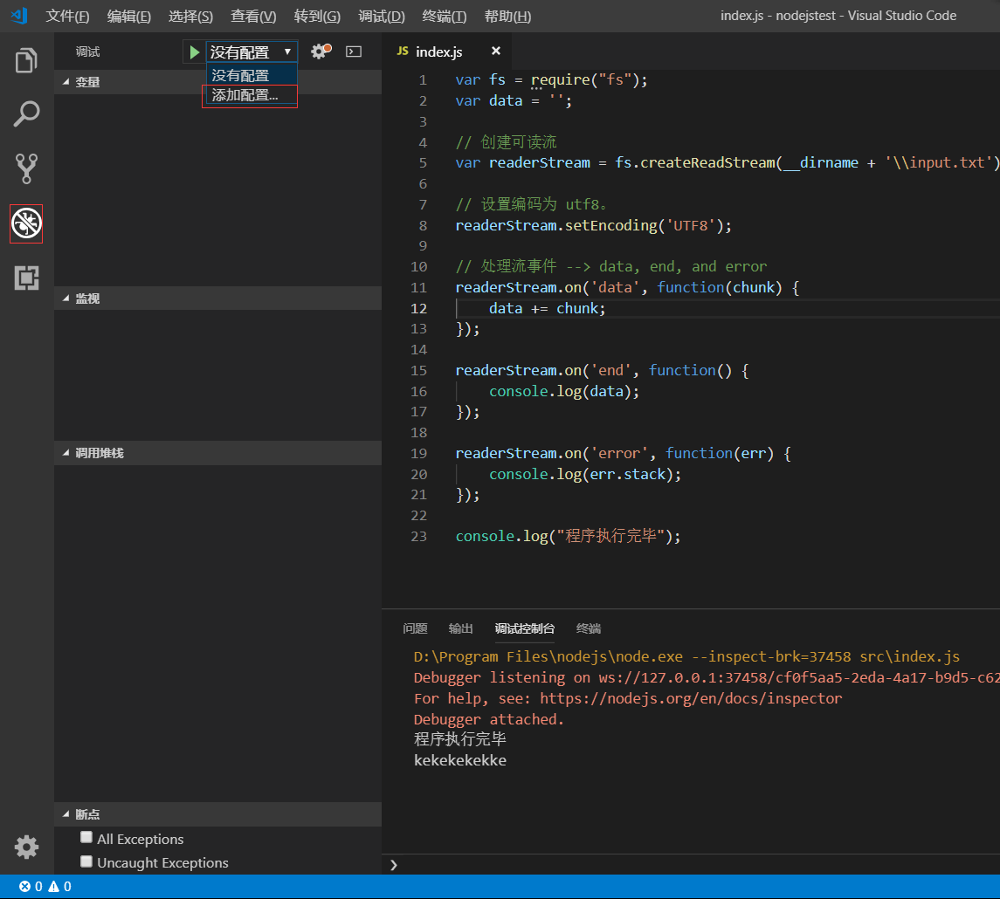 文件(F) 编辑(E) 选择(S) 查看(V) 转到(G) 调试(D) 终端(T) 帮助(H) index.js - nodejstest - Visual Studio Code
调试 没有配置
没有配置
添加配置...
变量
监视
调用堆栈
断点
All Exceptions
Uncaught Exceptions
JS index.js
1 var fs = require("fs");
2 var data = '';
3
4 // 创建可读流
5 var readerStream = fs.createReadStream(__dirname + '\\input.txt')
6
7 // 设置编码为 utf8。
8 readerStream.setEncoding('UTF8');
9
10 // 处理流事件 --> data, end, and error
11 readerStream.on('data', function(chunk) {
12 data += chunk;
13 });
14
15 readerStream.on('end', function() {
16 console.log(data);
17 });
18
19 readerStream.on('error', function(err) {
20 console.log(err.stack);
21 });
22
23 console.log("程序执行完毕");
问题 输出 调试控制台 终端
D:\Program Files\nodejs\node.exe --inspect-brk=37458 src\index.js
Debugger listening on ws://127.0.0.1:37458/cf0f5aa5-2eda-4a17-b9d5-c62
For help, see: https://nodejs.org/en/docs/inspector
Debugger attached.
程序执行完毕
kekekekekke
0 0